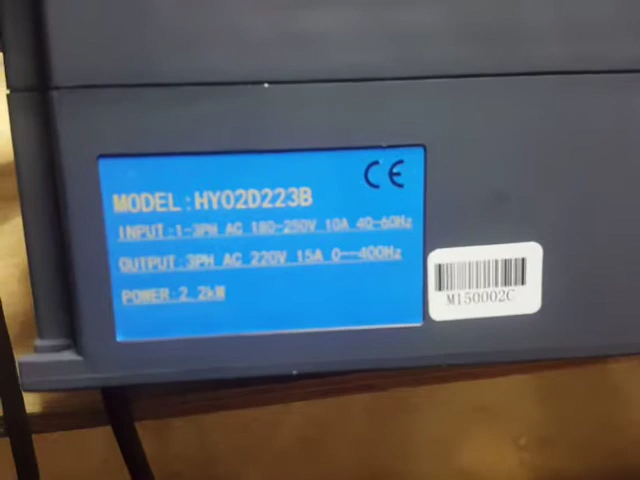 CE
MODEL:HY02D223B
INPUT:1-3PH AC 180-250V 10A 40-60Hz
OUTPUT:3PH AC 220V 15A 0--400Hz
POWER:2.2kW
M150002C